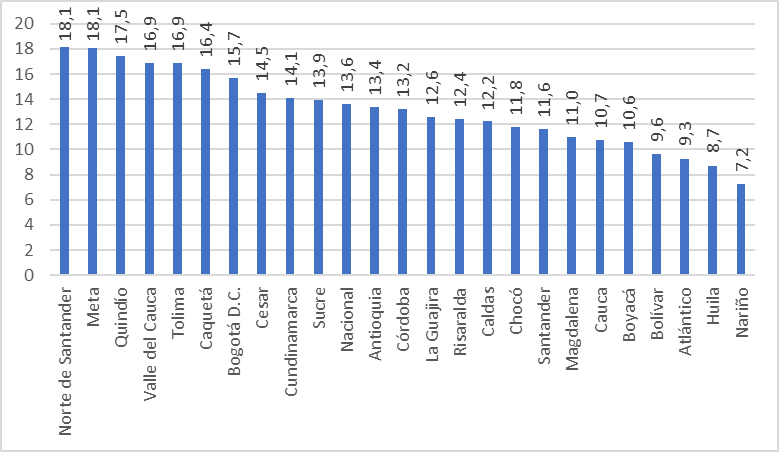 20
18
16
14
12
10
8
6
4
2
0
18,1
18,1
17,5
16,9
16,9
16,4
15,7
14,5
14,1
13,9
13,6
13,4
13,2
12,6
12,4
12,2
11,8
11,6
11,0
10,7
10,6
9,6
9,3
8,7
7,2
Norte de Santander
Meta
Quindío
Valle del Cauca
Tolima
Caquetá
Bogotá D.C.
Cesar
Cundinamarca
Sucre
Nacional
Antioquia
Córdoba
La Guajira
Risaralda
Caldas
Chocó
Santander
Magdalena
Cauca
Boyacá
Bolívar
Atlántico
Huila
Nariño